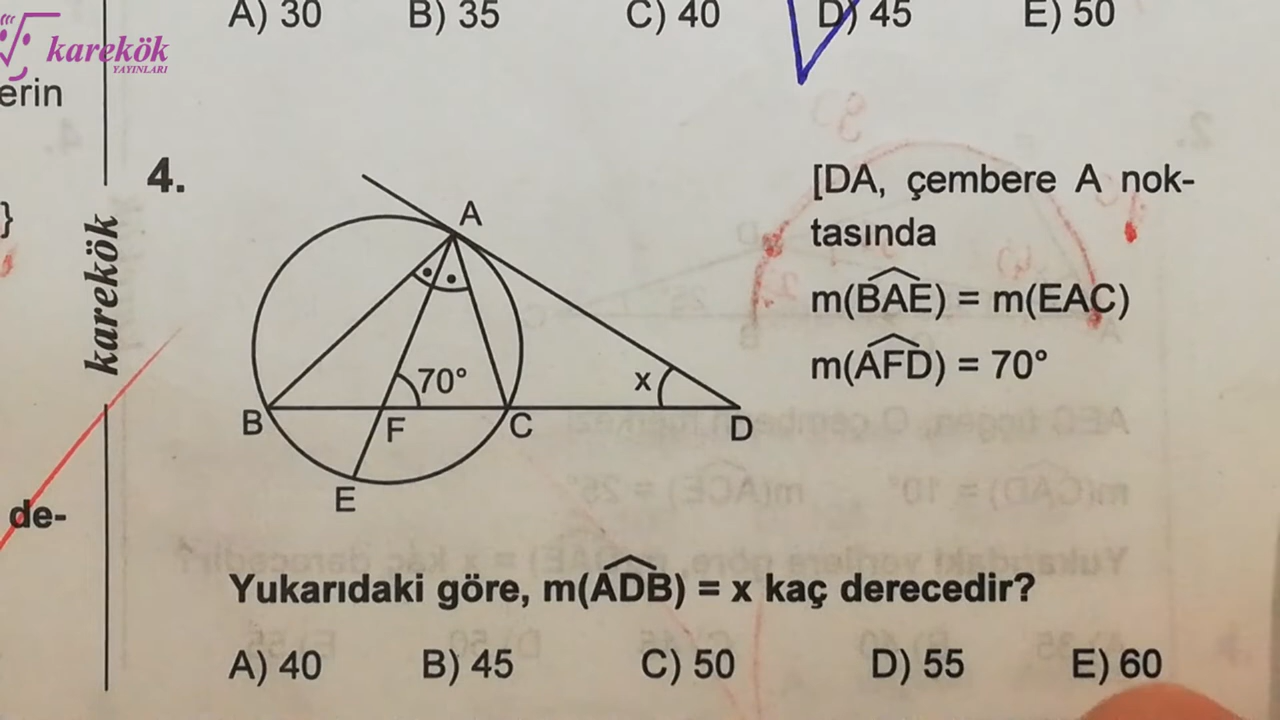 A) 30 B) 35 C) 40 D) 45 E) 50
karekök
YAYINLARI
erin
}
karekök
de-
4.
[DA, çembere A nok-
tasında
m(BAE) = m(EAC)
m(AFD) = 70°
A
70°
x
B
F
C
D
E
Yukarıdaki göre, m(ADB) = x kaç derecedir?
A) 40 B) 45 C) 50 D) 55 E) 60